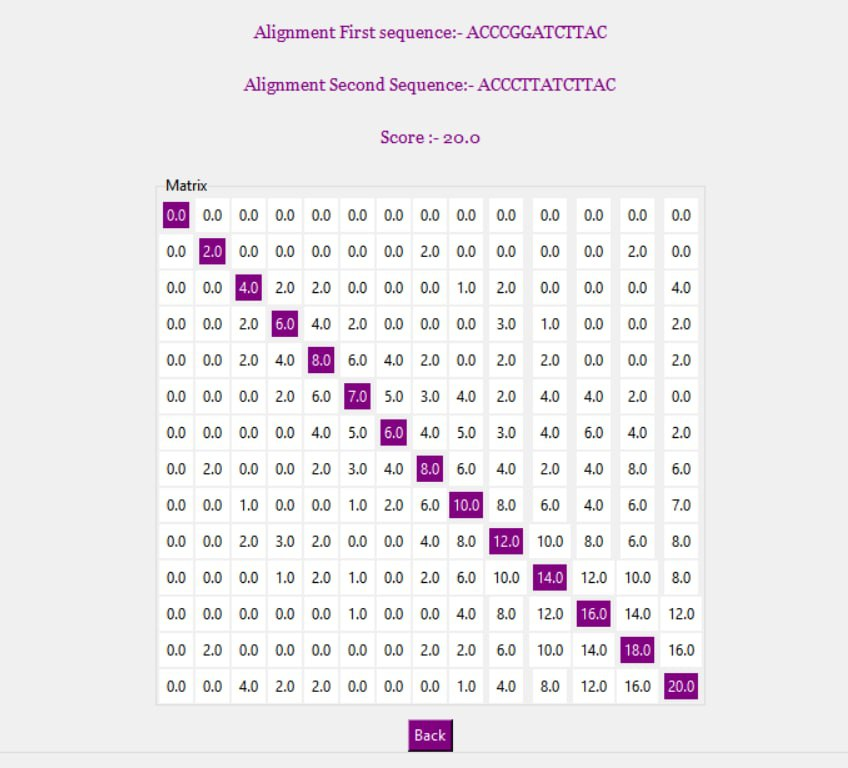 Alignment First sequence:- ACCCGGATCTTAC
Alignment Second Sequence:- ACCCTTATCTTAC
Score :- 20.0
Matrix
0.0 0.0 0.0 0.0 0.0 0.0 0.0 0.0 0.0 0.0 0.0 0.0 0.0 0.0
0.0 2.0 0.0 0.0 0.0 0.0 0.0 2.0 0.0 0.0 0.0 0.0 2.0 0.0
0.0 0.0 4.0 2.0 2.0 0.0 0.0 0.0 1.0 2.0 0.0 0.0 0.0 4.0
0.0 0.0 2.0 6.0 4.0 2.0 0.0 0.0 0.0 3.0 1.0 0.0 0.0 2.0
0.0 0.0 2.0 4.0 8.0 6.0 4.0 2.0 0.0 2.0 2.0 0.0 0.0 2.0
0.0 0.0 0.0 2.0 6.0 7.0 5.0 3.0 4.0 2.0 4.0 4.0 2.0 0.0
0.0 0.0 0.0 0.0 4.0 5.0 6.0 4.0 5.0 3.0 4.0 6.0 4.0 2.0
0.0 2.0 0.0 0.0 2.0 3.0 4.0 8.0 6.0 4.0 2.0 4.0 8.0 6.0
0.0 0.0 1.0 0.0 0.0 1.0 2.0 6.0 10.0 8.0 6.0 4.0 6.0 7.0
0.0 0.0 2.0 3.0 2.0 0.0 0.0 4.0 8.0 12.0 10.0 8.0 6.0 8.0
0.0 0.0 0.0 1.0 2.0 1.0 0.0 2.0 6.0 10.0 14.0 12.0 10.0 8.0
0.0 0.0 0.0 0.0 0.0 1.0 0.0 0.0 4.0 8.0 12.0 16.0 14.0 12.0
0.0 2.0 0.0 0.0 0.0 0.0 0.0 2.0 2.0 6.0 10.0 14.0 18.0 16.0
0.0 0.0 4.0 2.0 2.0 0.0 0.0 0.0 1.0 4.0 8.0 12.0 16.0 20.0
Back